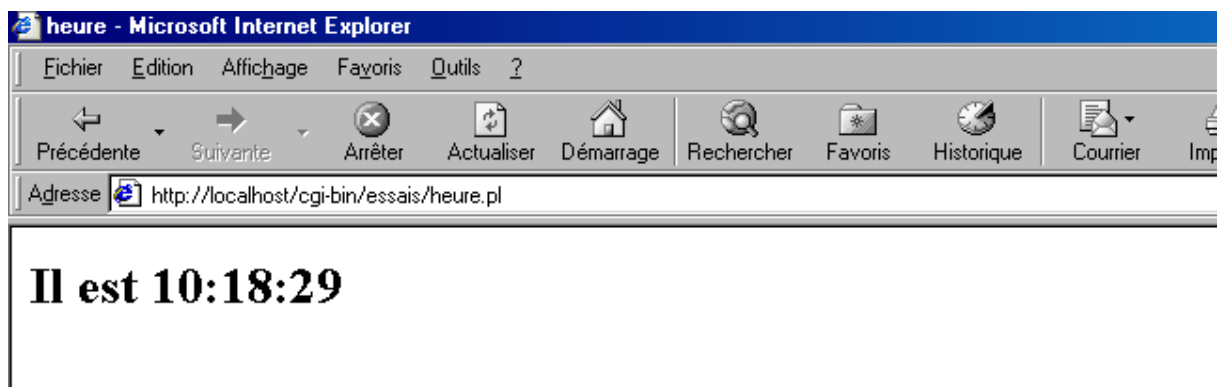 heure - Microsoft Internet Explorer
Fichier Edition Affichage Favoris Outils ?
Précédente Suivante Arrêter Actualiser Démarrage Rechercher Favoris Historique Courrier
Adresse http://localhost/cgi-bin/essais/heure.pl
Il est 10:18:29